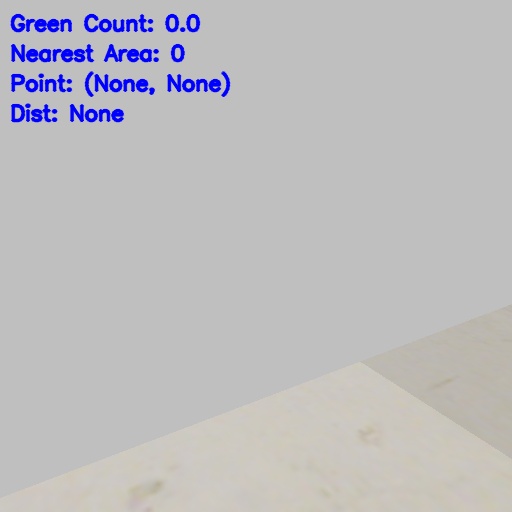 Green Count: 0.0
Nearest Area: 0
Point: (None, None)
Dist: None